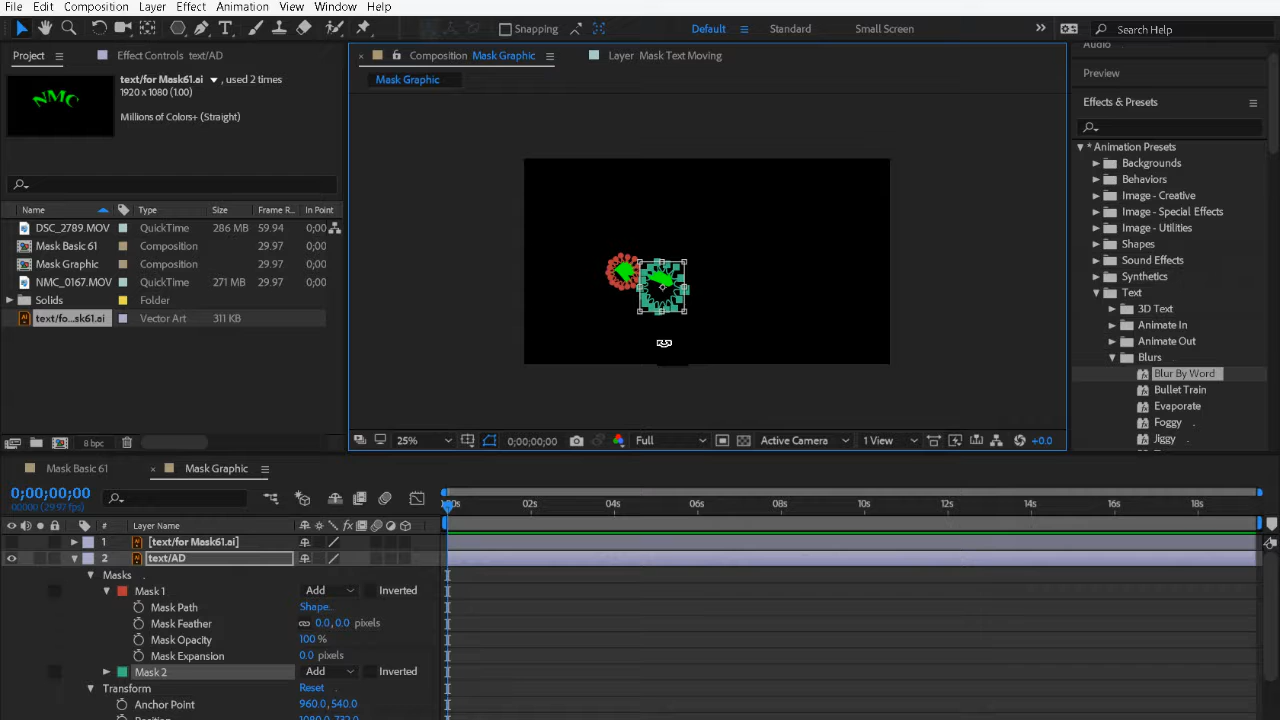 File Edit Composition Layer Effect Animation View Window Help
Snapping Default Standard Small Screen Search Help
Project Effect Controls text/AD Composition Mask Graphic Layer Mask Text Moving Audio
text/for Mask61.ai , used 2 times Mask Graphic Preview
1920 x 1080 (1.00)
NMC Effects & Presets
Millions of Colors+ (Straight)
* Animation Presets
Backgrounds
Behaviors
Image - Creative
Name Type Size Frame R... In Point Image - Special Effects
DSC_2789.MOV QuickTime 286 MB 59.94 0;00 Image - Utilities
Mask Basic 61 Composition 29.97 0;00 Shapes
Mask Graphic Composition 29.97 0;00 Sound Effects
NMC_0167.MOV QuickTime 271 MB 29.97 0;00 Synthetics
Solids Folder Text
text/fo...sk61.ai Vector Art 311 KB 3D Text
Animate In
Animate Out
Blurs
Blur By Word
Bullet Train
Evaporate
Foggy
8 bpc 25% 0;00;00;00 Full Active Camera 1 View +0.0 Jiggy
Mask Basic 61 Mask Graphic
0;00;00;00
00000 (29.97 fps) 00s 02s 04s 06s 08s 10s 12s 14s 16s 18s
# Layer Name
1 [text/for Mask61.ai]
2 text/AD
Masks
Mask 1 Add Inverted
Mask Path Shape...
Mask Feather 0.0, 0.0 pixels
Mask Opacity 100 %
Mask Expansion 0.0 pixels
Mask 2 Add Inverted
Transform Reset
Anchor Point 960.0, 540.0
Position 1080.0, 732.0